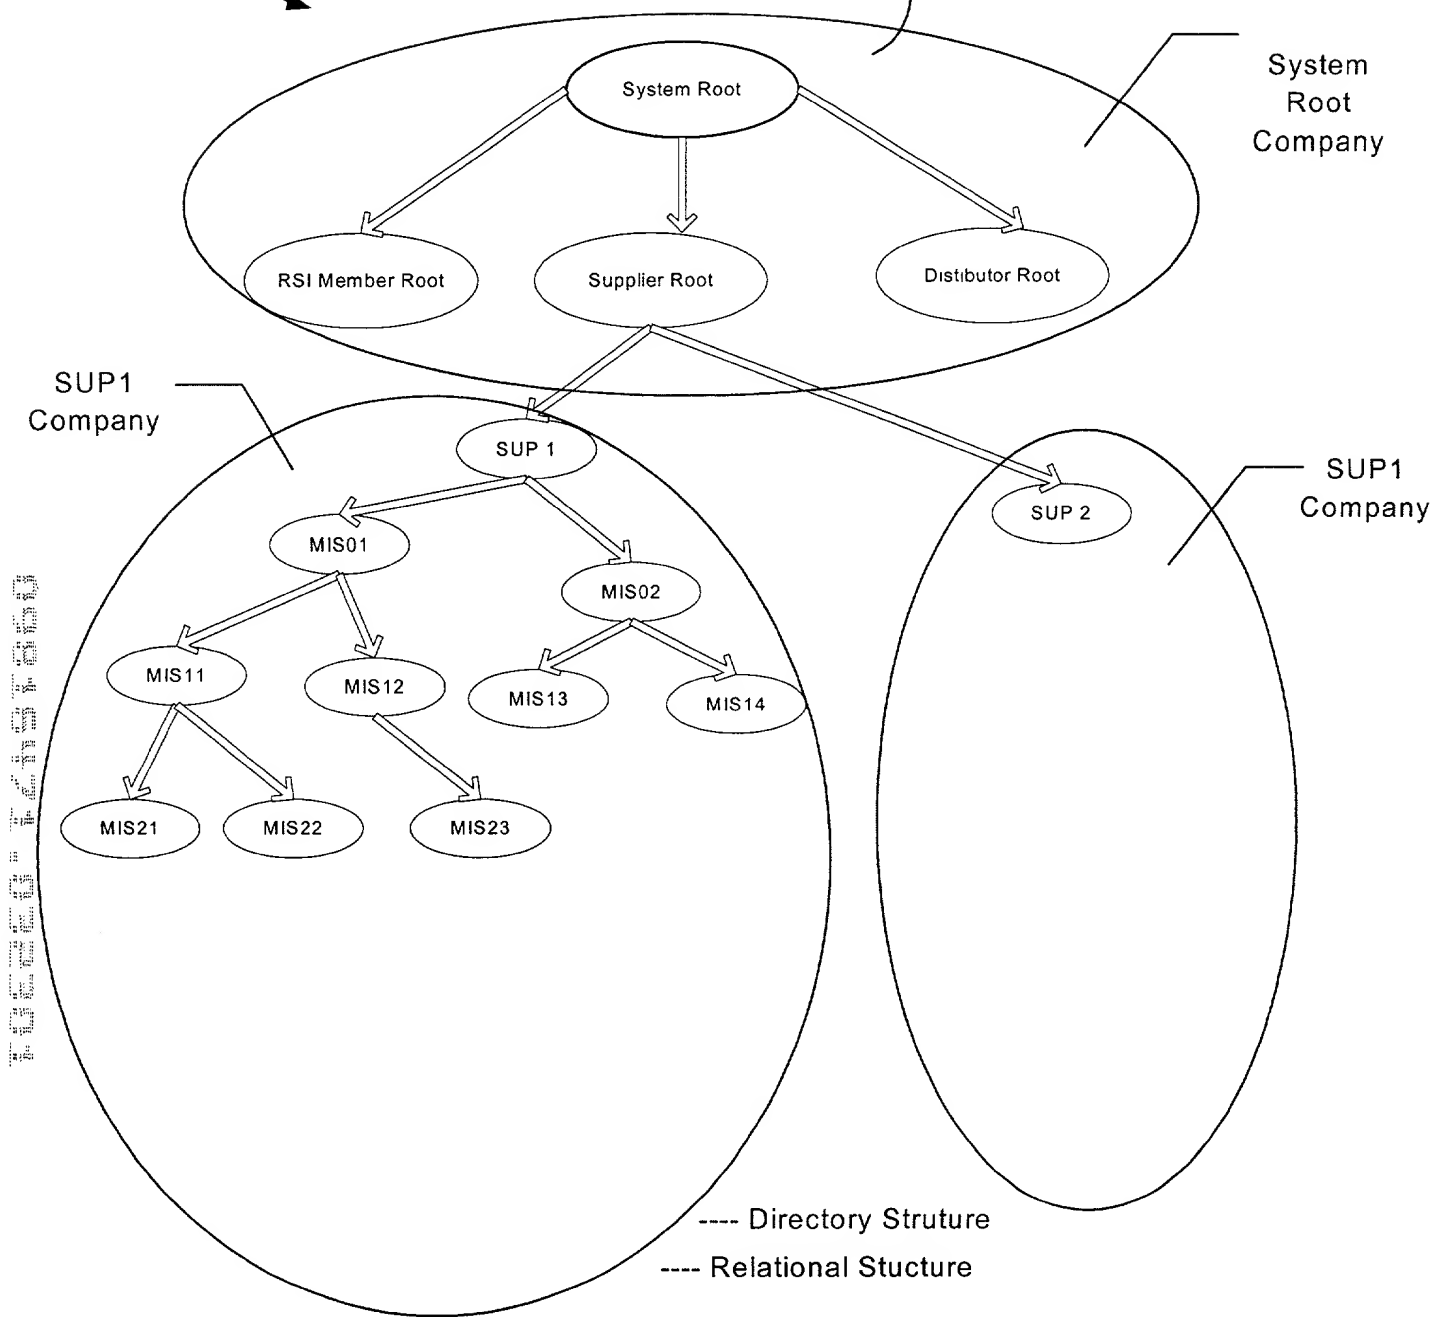 System Root
System
Root
Company
RSI Member Root
Supplier Root
Distibutor Root
SUP1
Company
SUP 1
SUP1
Company
SUP 2
MIS01
MIS02
MIS11
MIS12
MIS13
MIS14
MIS21
MIS22
MIS23
---- Directory Struture
---- Relational Stucture